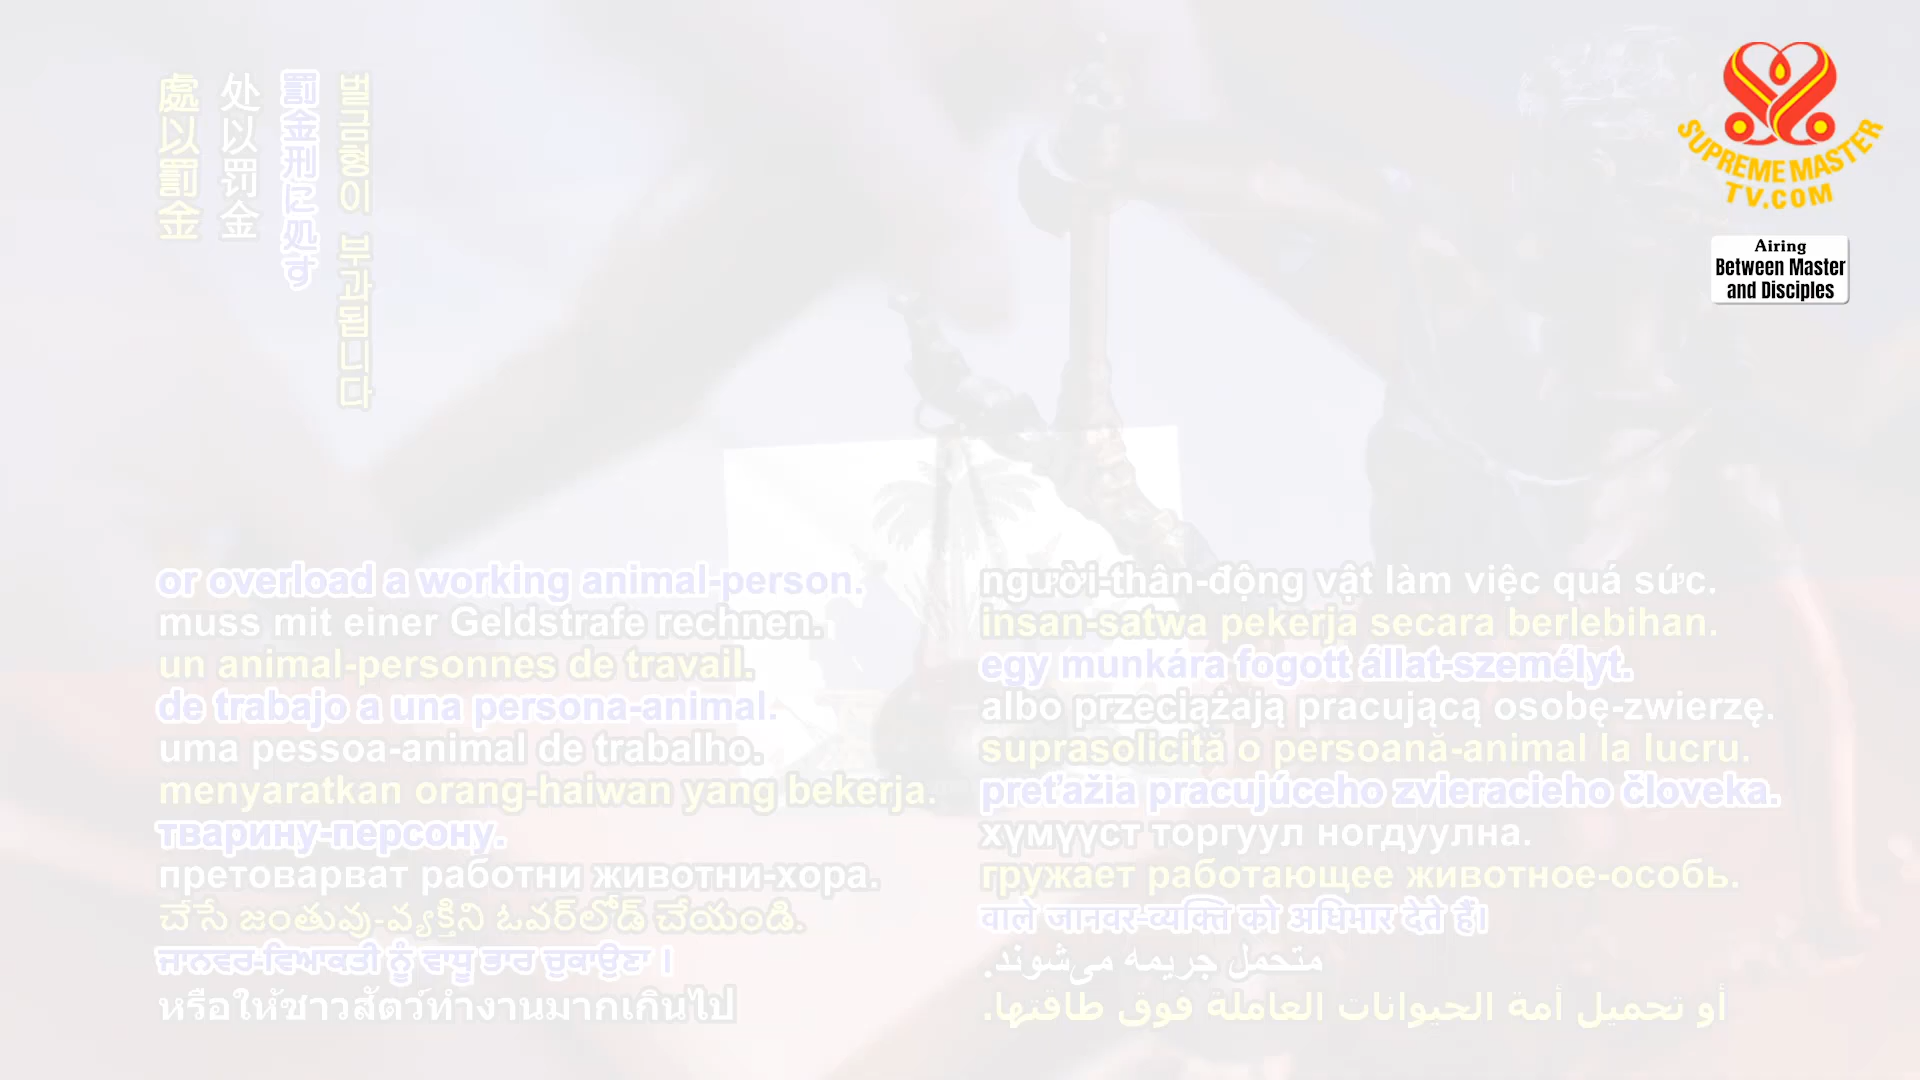 處以罰金
处以罚金
罰金刑に処す
벌금형이 부과됩니다
SUPREME MASTER
TV.COM
Airing
Between Master
and Disciples
or overload a working animal-person.
muss mit einer Geldstrafe rechnen.
un animal-personnes de travail.
de trabajo a una persona-animal.
uma pessoa-animal de trabalho.
menyaratkan orang-haiwan yang bekerja.
тварину-персону.
претоварват работни животни-хора.
చేసే జంతువు-వ్యక్తిని ఓవర్‌లోడ్ చేయండి.
ਜਾਨਵਰ-ਵਿਅਕਤੀ ਨੂੰ ਵਾਧੂ ਭਾਰ ਚੁਕਾਉਣਾ।
หรือให้ชาวสัตว์ทำงานมากเกินไป
người-thân-động vật làm việc quá sức.
insan-satwa pekerja secara berlebihan.
egy munkára fogott állat-személyt.
albo przeciążają pracującą osobę-zwierzę.
suprasolicită o persoană-animal la lucru.
preťažia pracujúceho zvieracieho človeka.
хүмүүст торгуул ногдуулна.
гружает работающее животное-особь.
वाले जानवर-व्यक्ति को अधिभार देते हैं।
متحمل جریمه می‌شوند.
أو تحميل أمة الحيوانات العاملة فوق طاقتها.